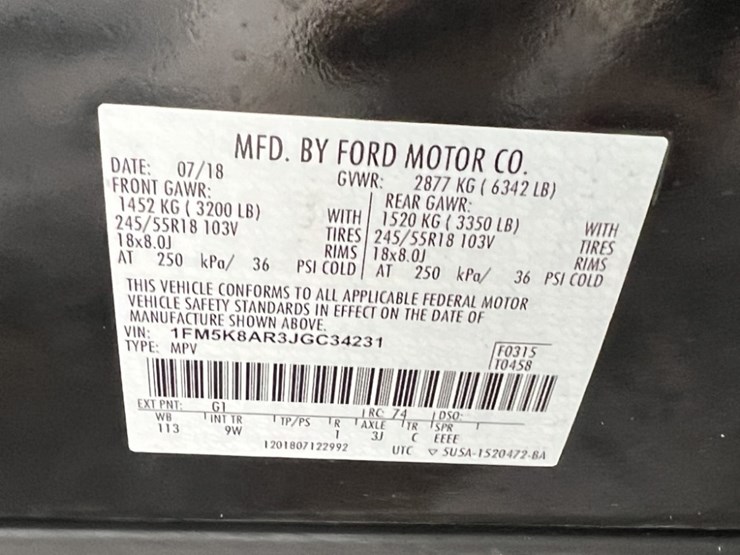 MFD. BY FORD MOTOR CO.
DATE: 07/18 GVWR: 2877 KG ( 6342 LB)
FRONT GAWR: REAR GAWR:
1452 KG ( 3200 LB) WITH 1520 KG ( 3350 LB) WITH
245/55R18 103V TIRES 245/55R18 103V TIRES
18x8.0J RIMS 18x8.0J RIMS
AT 250 kPa/ 36 PSI COLD AT 250 kPa/ 36 PSI COLD
THIS VEHICLE CONFORMS TO ALL APPLICABLE FEDERAL MOTOR
VEHICLE SAFETY STANDARDS IN EFFECT ON THE DATE OF
MANUFACTURE SHOWN ABOVE.
VIN: 1FM5K8AR3JGC34231
TYPE: MPV
F0315
T0458
EXT PNT: G1 RC: 74 DSO:
WB INT TR TP/PS R AXLE TR SPR
113 9W 1 3J C EEEE
1201807122992 UTC ▽ SUSA-1520472-BA